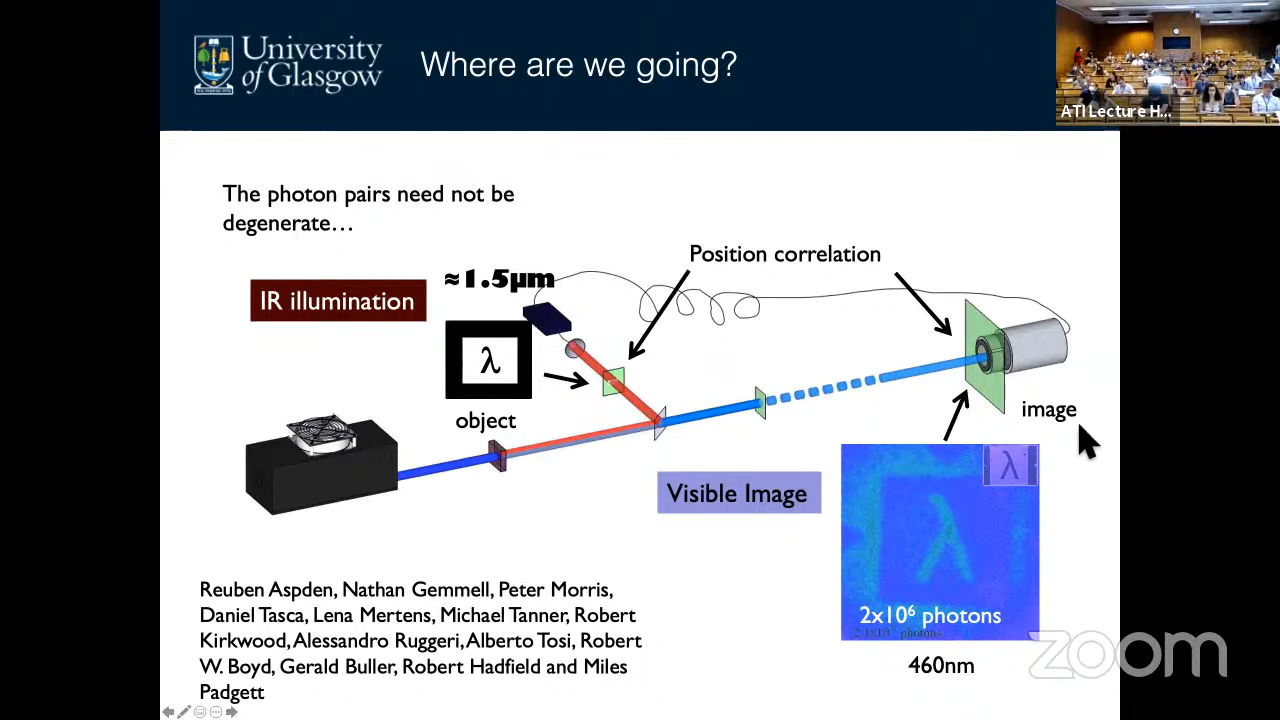 University
of Glasgow
Where are we going?
ATI Lecture H...
The photon pairs need not be
degenerate…
Position correlation
≈1.5µm
IR illumination
λ
object
image
λ
Visible Image
2x10⁶ photons
460nm
Reuben Aspden, Nathan Gemmell, Peter Morris,
Daniel Tasca, Lena Mertens, Michael Tanner, Robert
Kirkwood, Alessandro Ruggeri, Alberto Tosi, Robert
W. Boyd, Gerald Buller, Robert Hadfield and Miles
Padgett
zoom